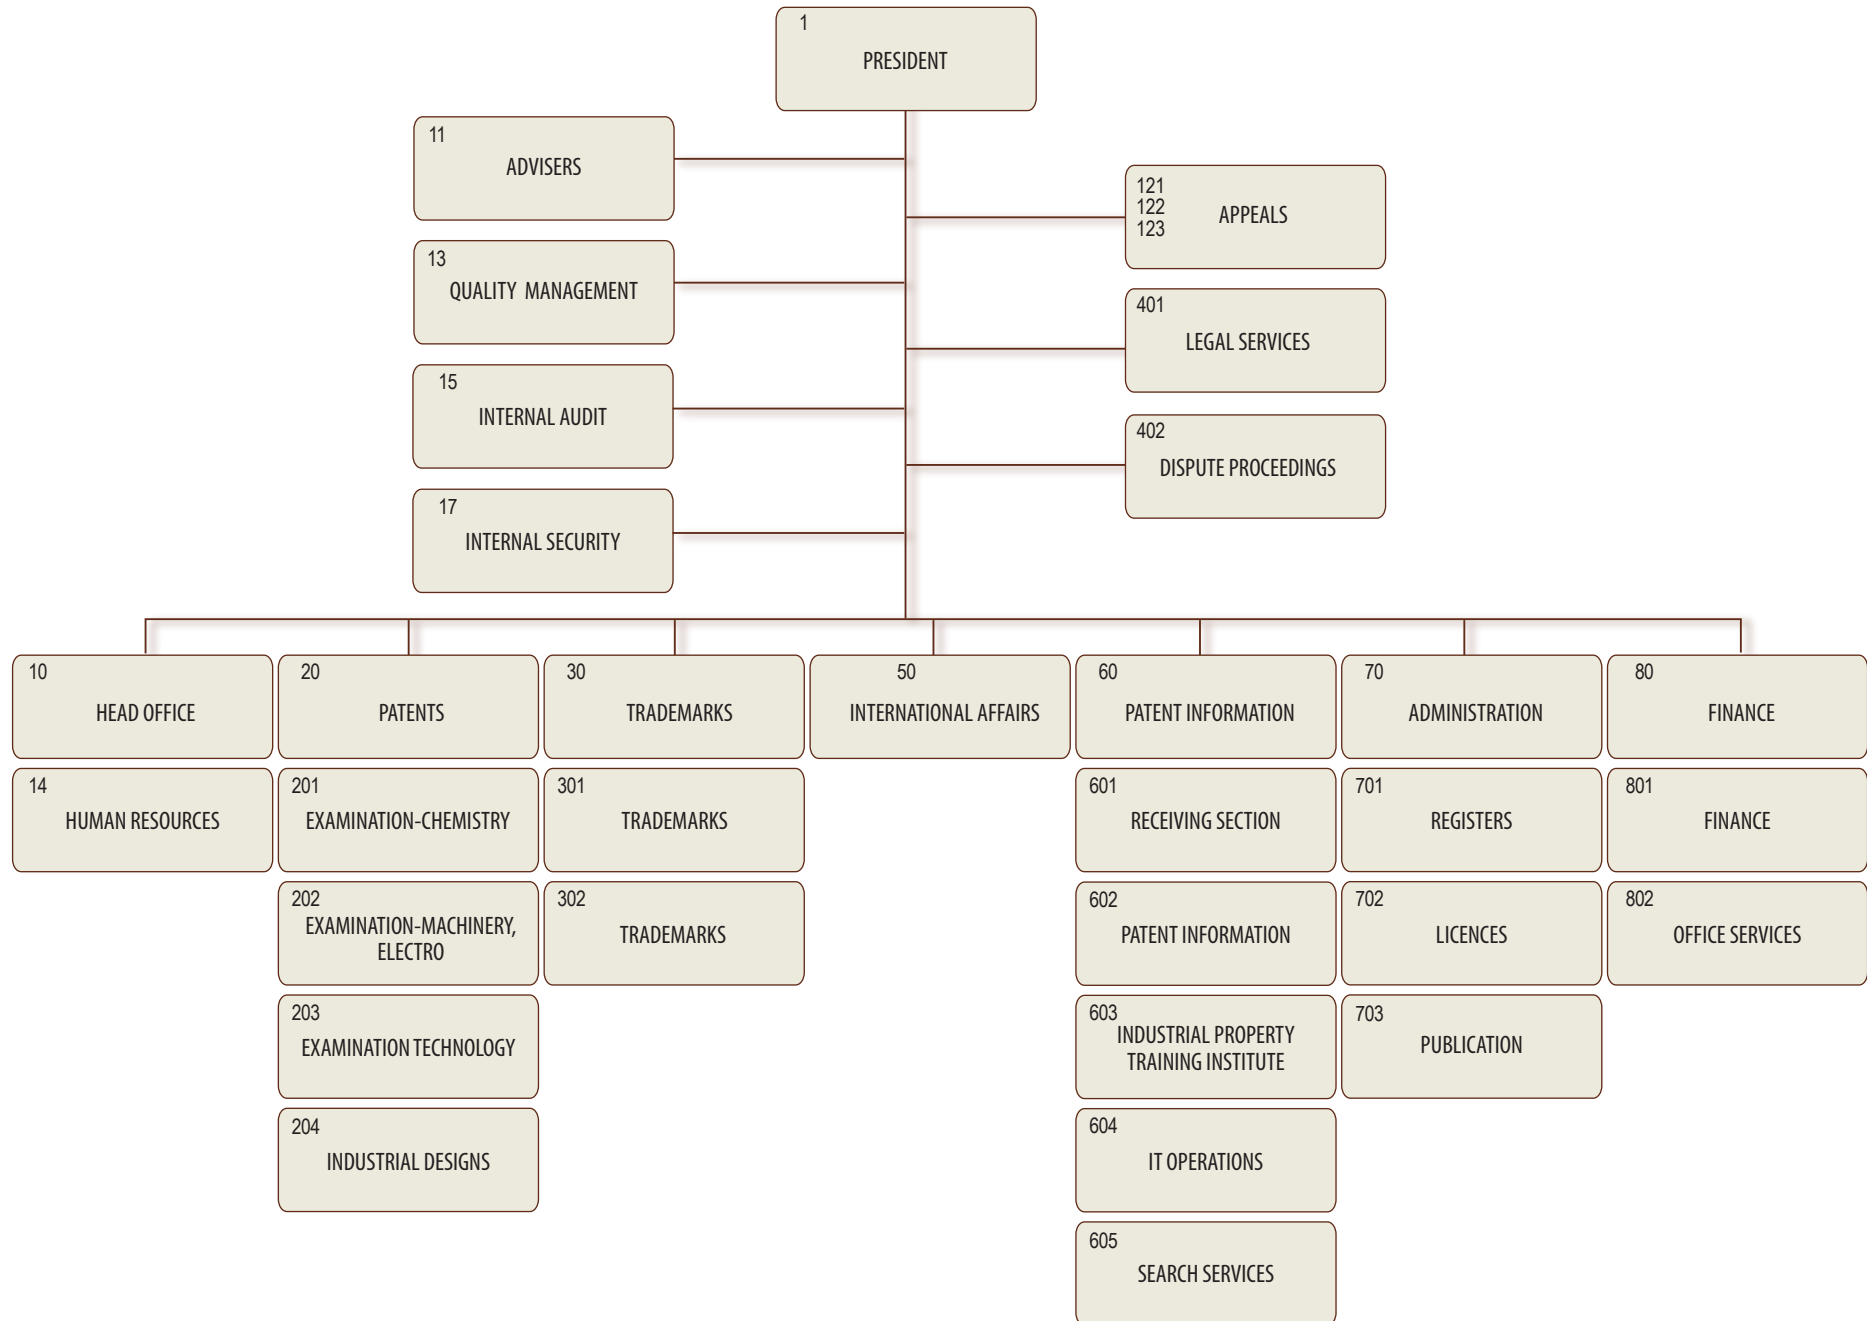 1
PRESIDENT
11
ADVISERS
121
122
123
APPEALS
13
QUALITY MANAGEMENT
401
LEGAL SERVICES
15
INTERNAL AUDIT
402
DISPUTE PROCEEDINGS
17
INTERNAL SECURITY
10
HEAD OFFICE
20
PATENTS
30
TRADEMARKS
50
INTERNATIONAL AFFAIRS
60
PATENT INFORMATION
70
ADMINISTRATION
80
FINANCE
14
HUMAN RESOURCES
201
EXAMINATION-CHEMISTRY
301
TRADEMARKS
601
RECEIVING SECTION
701
REGISTERS
801
FINANCE
202
EXAMINATION-MACHINERY,
ELECTRO
302
TRADEMARKS
602
PATENT INFORMATION
702
LICENCES
802
OFFICE SERVICES
203
EXAMINATION TECHNOLOGY
603
INDUSTRIAL PROPERTY
TRAINING INSTITUTE
703
PUBLICATION
204
INDUSTRIAL DESIGNS
604
IT OPERATIONS
605
SEARCH SERVICES